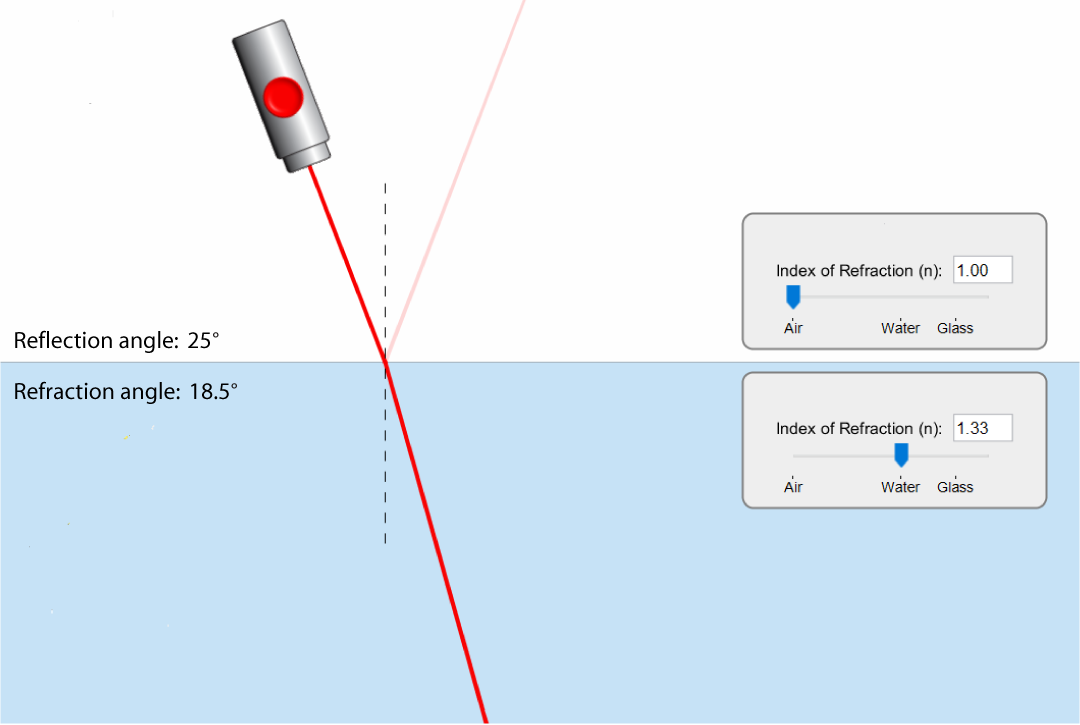 Index of Refraction (n): 1.00
Air Water Glass
Reflection angle: 25°
Refraction angle: 18.5°
Index of Refraction (n): 1.33
Air Water Glass